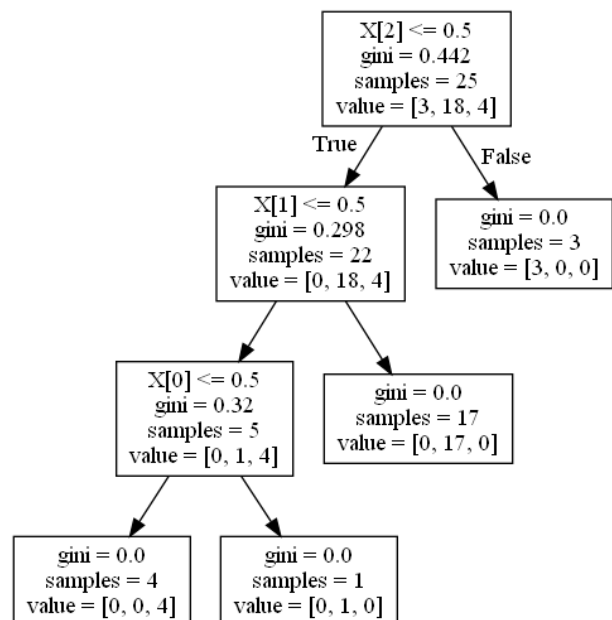 X[2] <= 0.5
gini = 0.442
samples = 25
value = [3, 18, 4]
True
False
X[1] <= 0.5
gini = 0.298
samples = 22
value = [0, 18, 4]
gini = 0.0
samples = 3
value = [3, 0, 0]
X[0] <= 0.5
gini = 0.32
samples = 5
value = [0, 1, 4]
gini = 0.0
samples = 17
value = [0, 17, 0]
gini = 0.0
samples = 4
value = [0, 0, 4]
gini = 0.0
samples = 1
value = [0, 1, 0]